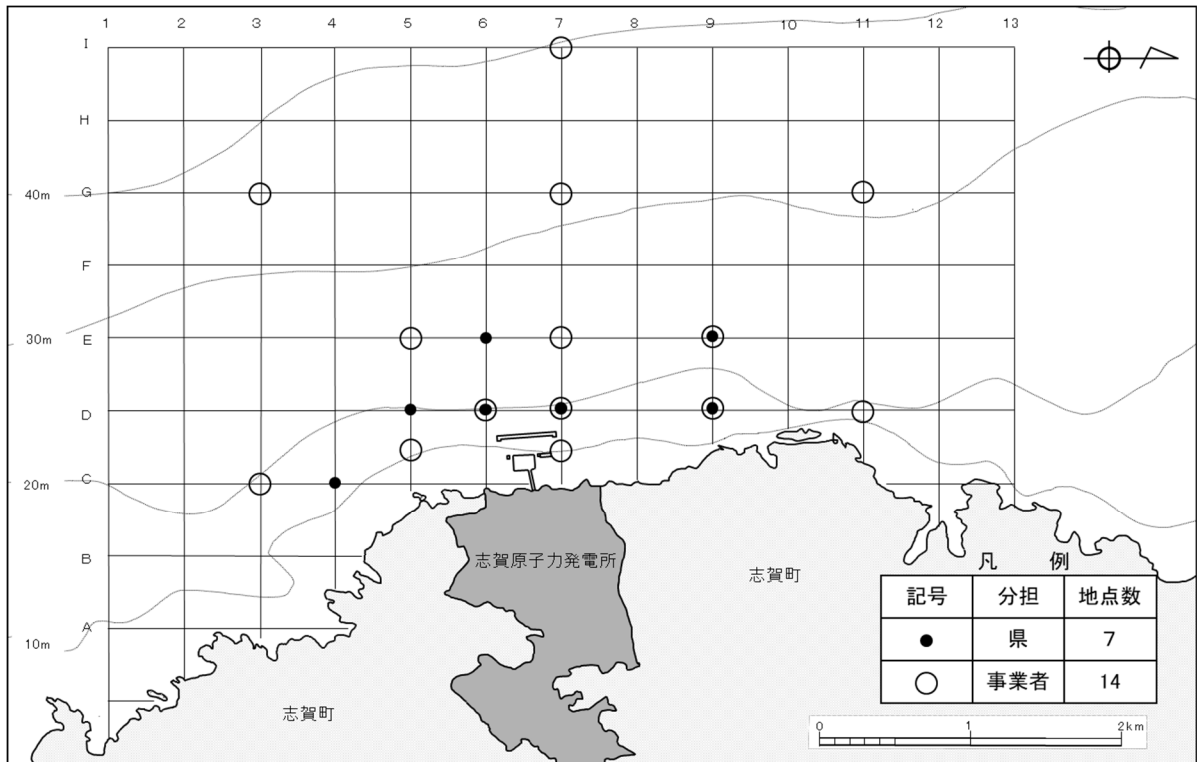 1 2 3 4 5 6 7 8 9 10 11 12 13
I
H
40m G
F
30m E
D
20m C
B
A
10m
志賀原子力発電所
志賀町
志賀町
凡 例
記号 分担 地点数
● 県 7
○ 事業者 14
0 1 2km